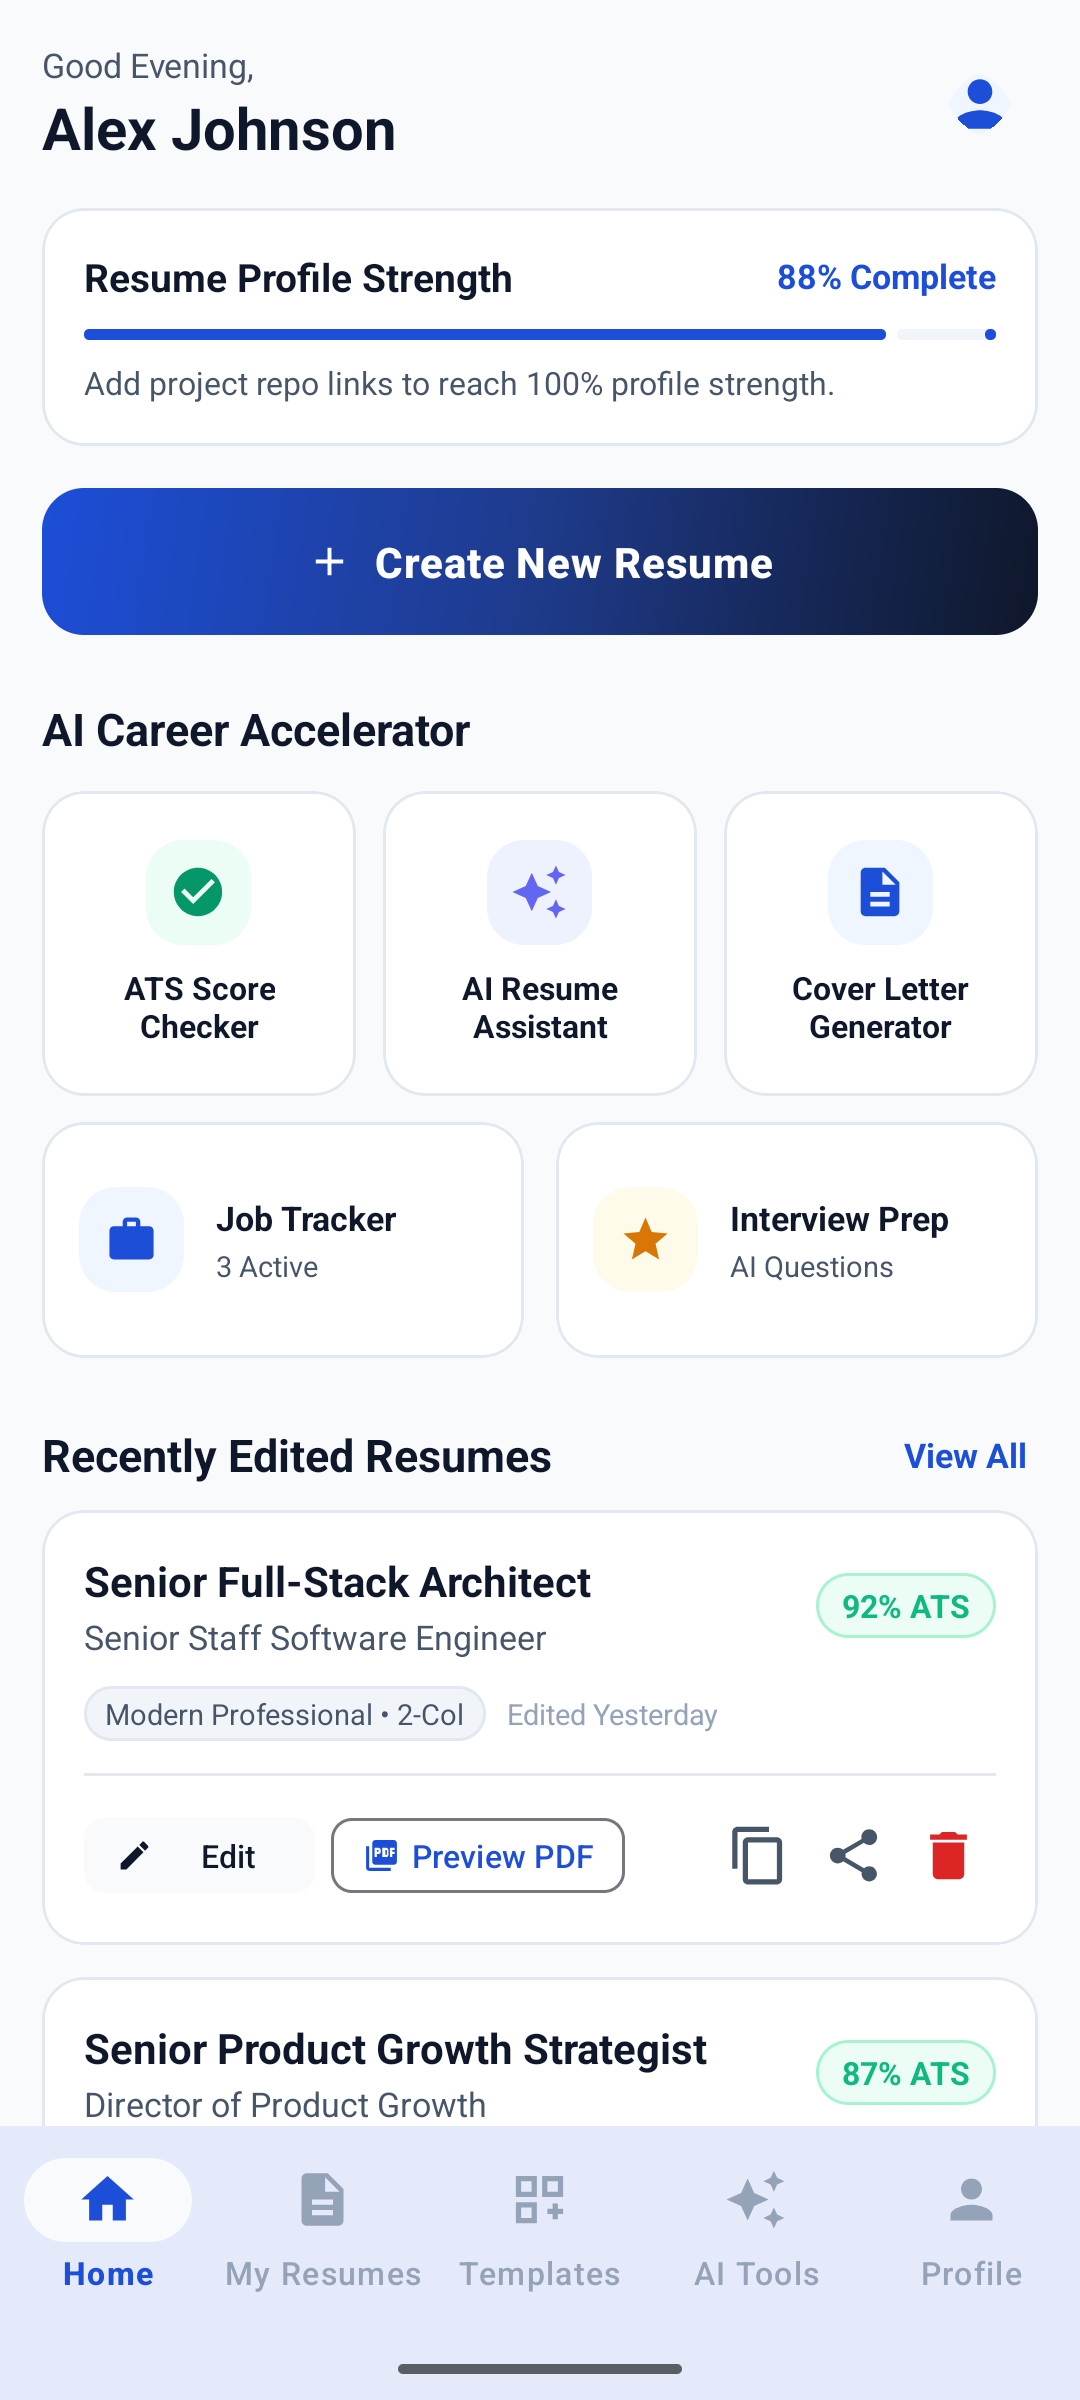 Good Evening,
Alex Johnson
Resume Profile Strength
88% Complete
Add project repo links to reach 100% profile strength.
Create New Resume
AI Career Accelerator
ATS Score
Checker
AI Resume
Assistant
Cover Letter
Generator
Job Tracker
3 Active
Interview Prep
AI Questions
Recently Edited Resumes
View All
Senior Full-Stack Architect
92% ATS
Senior Staff Software Engineer
Modern Professional • 2-Col
Edited Yesterday
Edit
PDF
Preview PDF
Senior Product Growth Strategist
87% ATS
Director of Product Growth
Home
My Resumes
Templates
AI Tools
Profile